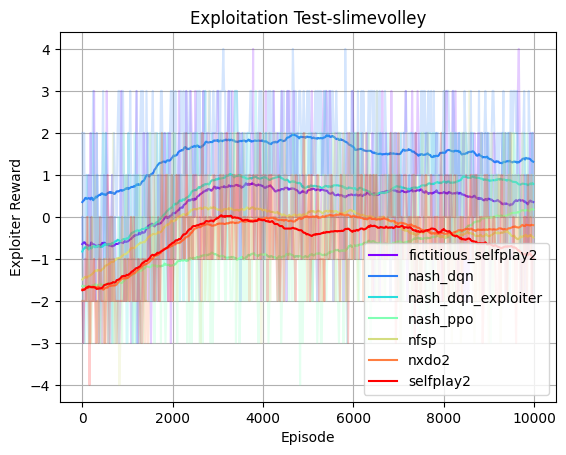 Exploitation Test-slimevolley
Exploiter Reward
4
3
2
1
0
−1
−2
−3
−4
0
2000
4000
6000
8000
10000
Episode
fictitious_selfplay2
nash_dqn
nash_dqn_exploiter
nash_ppo
nfsp
nxdo2
selfplay2